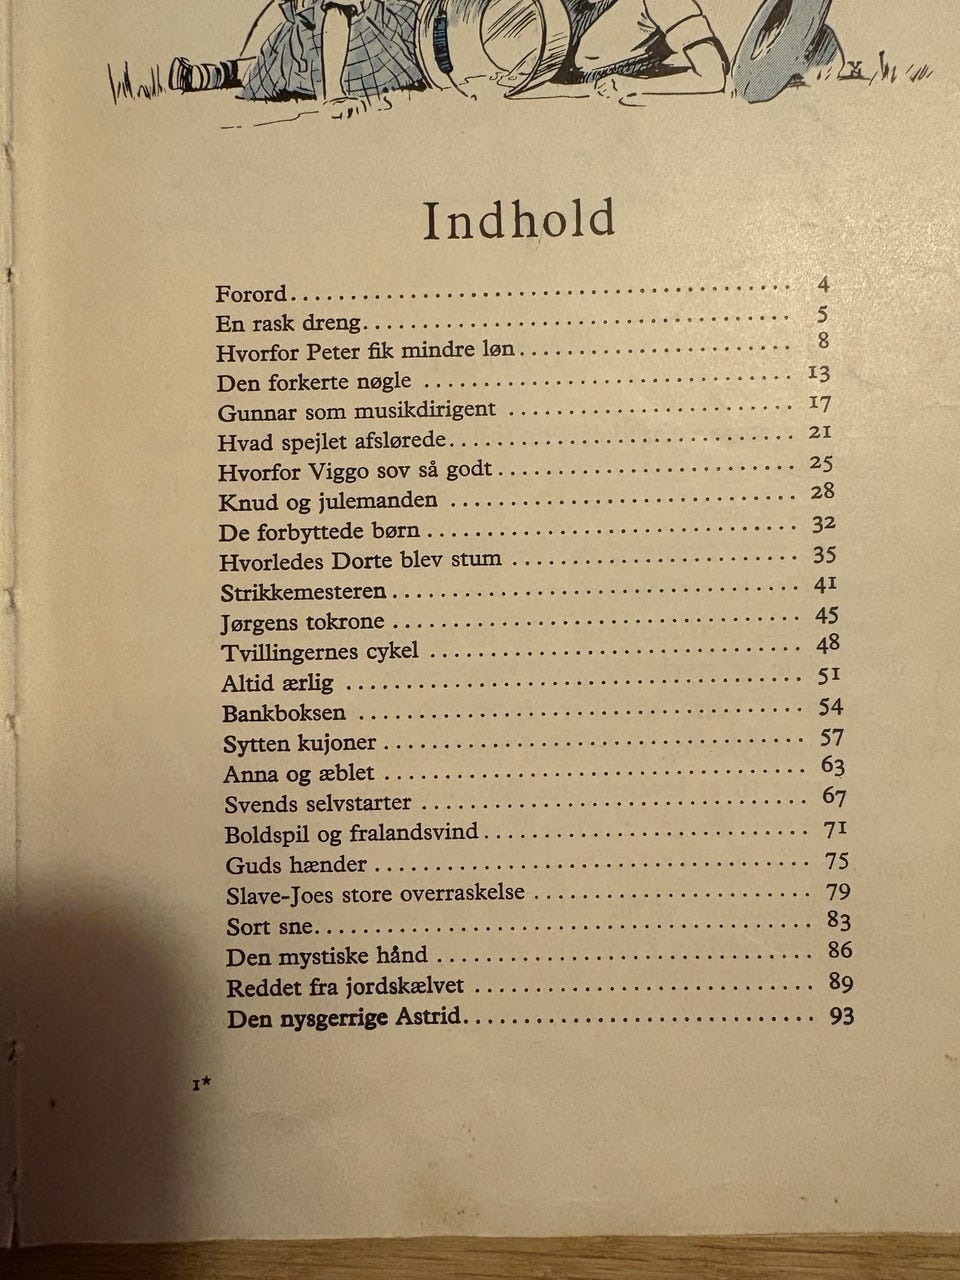 Indhold
Forord........................................ 4
En rask dreng.................................... 5
Hvorfor Peter fik mindre løn....................... 8
Den forkerte nøgle ............................... 13
Gunnar som musikdirigent ........................ 17
Hvad spejlet afslørede............................. 21
Hvorfor Viggo sov så godt......................... 25
Knud og julemanden ............................. 28
De forbyttede børn............................... 32
Hvorledes Dorte blev stum ........................ 35
Strikkemesteren.................................. 41
Jørgens tokrone .................................. 45
Tvillingernes cykel ............................... 48
Altid ærlig ...................................... 51
Bankboksen ..................................... 54
Sytten kujoner................................... 57
Anna og æblet ................................... 63
Svends selvstarter ................................ 67
Boldspil og fralandsvind........................... 71
Guds hænder .................................... 75
Slave-Joes store overraskelse ....................... 79
Sort sne......................................... 83
Den mystiske hånd ............................... 86
Reddet fra jordskælvet ............................ 89
Den nysgerrige Astrid.............................. 93
1*